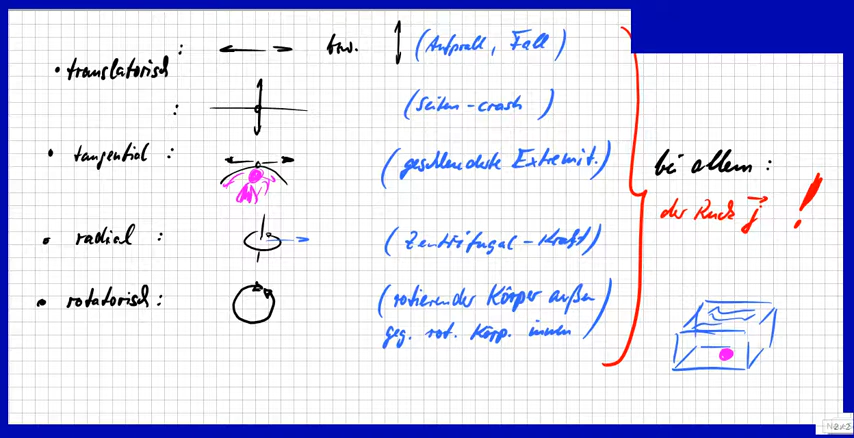 : bzw. (Aufprall, Fall)
• translatorisch
: (Seiten-crash)
• tangential : (geschleuderte Extremit.)
bei allem :
der Ruck j !
• radial : (Zentrifugal-Kraft)
• rotatorisch : (rotierender Körper außen
geg. rot. Körp. innen)